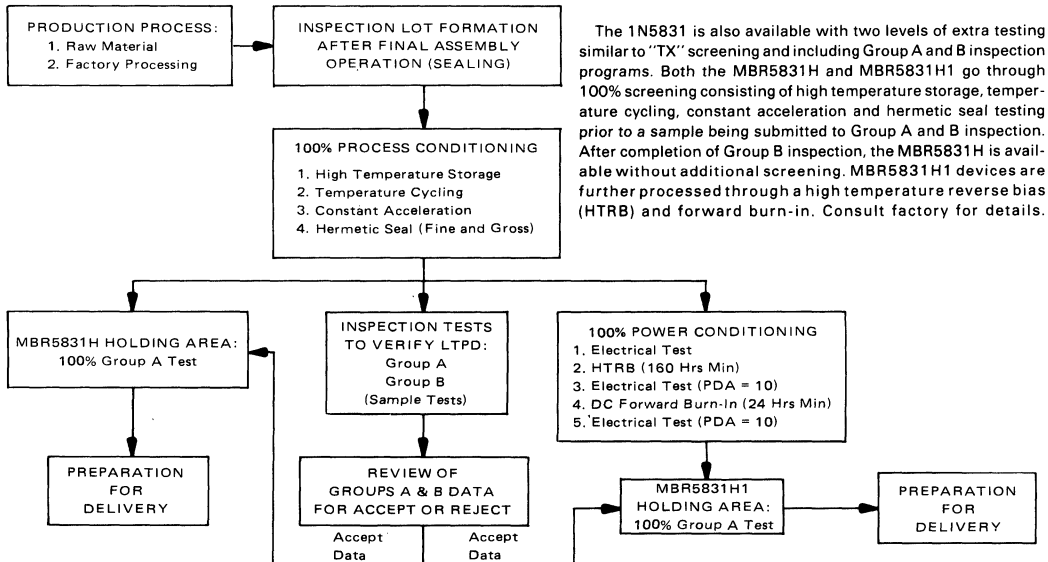 PRODUCTION PROCESS:
1. Raw Material
2. Factory Processing
INSPECTION LOT FORMATION
AFTER FINAL ASSEMBLY
OPERATION (SEALING)
The 1N5831 is also available with two levels of extra testing
similar to "TX" screening and including Group A and B inspection
programs. Both the MBR5831H and MBR5831H1 go through
100% screening consisting of high temperature storage, temper-
ature cycling, constant acceleration and hermetic seal testing
prior to a sample being submitted to Group A and B inspection.
After completion of Group B inspection, the MBR5831H is avail-
able without additional screening. MBR5831H1 devices are
further processed through a high temperature reverse bias
(HTRB) and forward burn-in. Consult factory for details.
100% PROCESS CONDITIONING
1. High Temperature Storage
2. Temperature Cycling
3. Constant Acceleration
4. Hermetic Seal (Fine and Gross)
MBR5831H HOLDING AREA:
100% Group A Test
INSPECTION TESTS
TO VERIFY LTPD:
Group A
Group B
(Sample Tests)
100% POWER CONDITIONING
1. Electrical Test
2. HTRB (160 Hrs Min)
3. Electrical Test (PDA = 10)
4. DC Forward Burn-In (24 Hrs Min)
5. Electrical Test (PDA = 10)
PREPARATION
FOR
DELIVERY
REVIEW OF
GROUPS A & B DATA
FOR ACCEPT OR REJECT
MBR5831H1
HOLDING AREA:
100% Group A Test
PREPARATION
FOR
DELIVERY
Accept
Data
Accept
Data